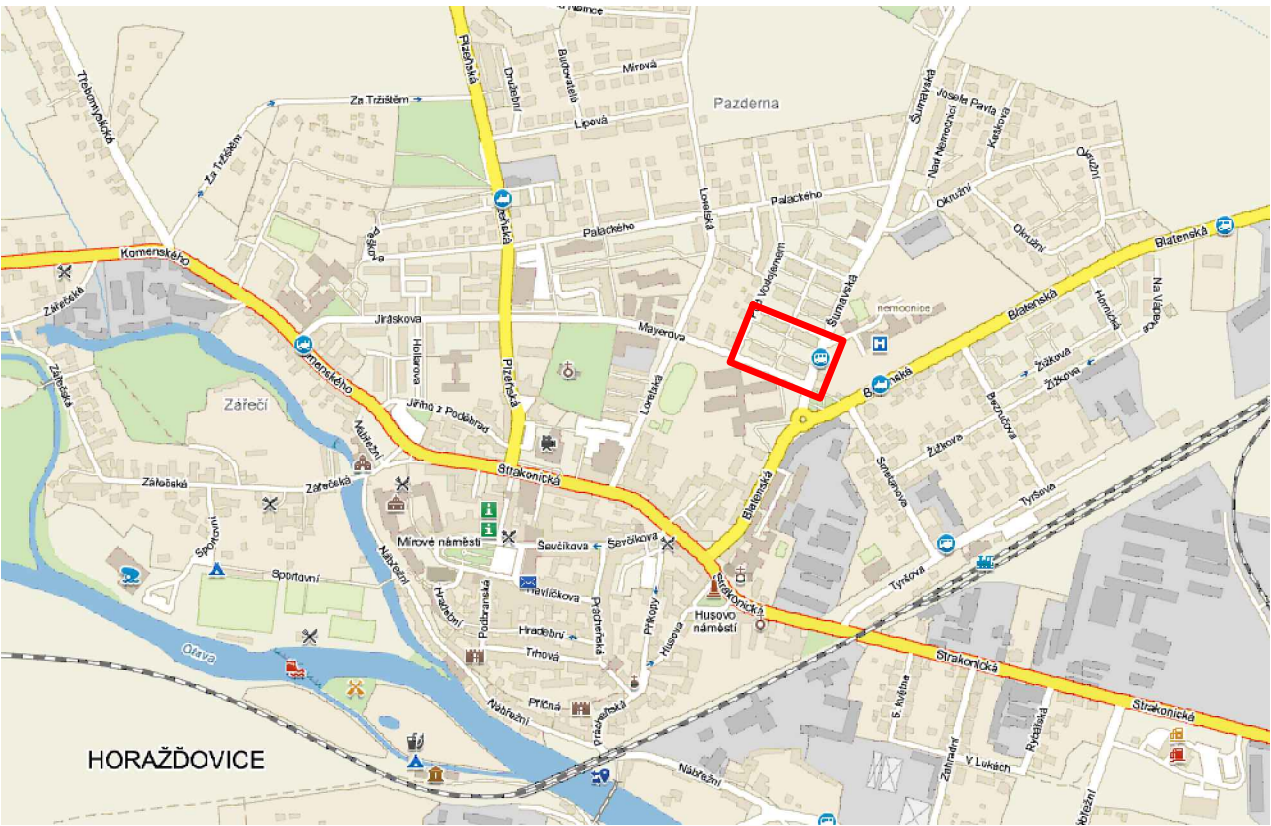 Plzeňská
Družební
Budovatelů
Mírová
Šumavská
Třebomyslická
Za Tržištěm
Pazderna
Josefa Pavla
Kaskova
Lipová
Nad Nemocnicí
Za Tržištěm
Okružní
Loretská
Palackého
Okružní
Palackého
Okružní
Blatenská
Komenského
Šumavská
Na Vápence
Zářečská
Hornická
nemocnice
Blatenská
Jiráskova
Mayerova
H
Hollarova
Komenského
Plzeňská
Žižkova
Žižkova
Zářečská
Loretská
Bezručova
Zářečí
Jiřího z Poděbrad
Nábřežní
Žižkova
Smetanova
Strakonická
Zářečská
Zářečská
Blatenská
Tyršova
Sportovní
Mírové náměstí
Ševčíkova
Ševčíkova
Nábřežní
Sportovní
Tyršova
Havlíčkova
Strakonická
Hradební
Podbranská
Prácheňská
Příkopy
Husova
Husovo
náměstí
Hradební
Trhová
Otava
Strakonická
5. května
Příčná
Nábřežní
Prácheňská
Strakonická
Rybářská
Zahradní
HORAŽĎOVICE
V Lukách
Nábřežní